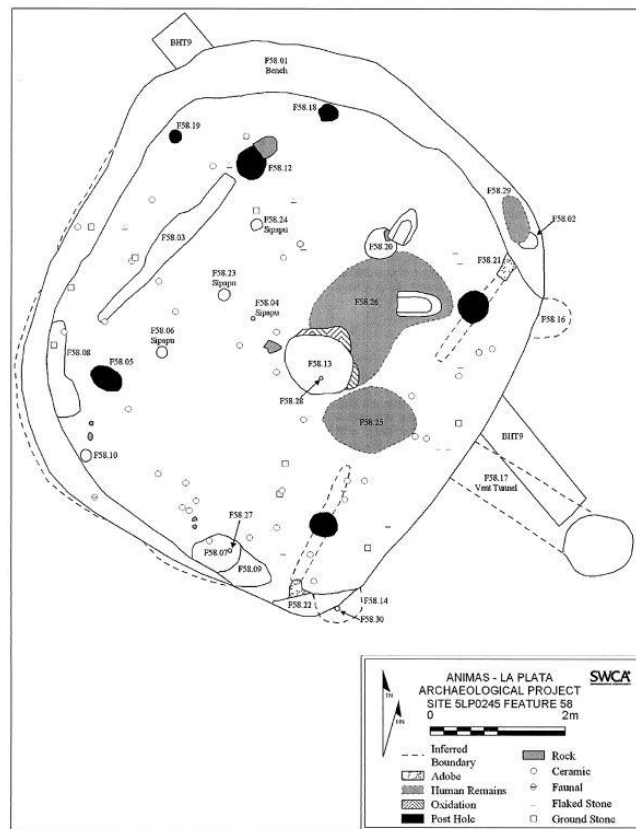 BHT9
F58.01
Bench
F58.18
F58.19
F58.12
F58.29
F58.02
F58.24
Sipapu
F58.20
F58.03
F58.21
F58.23
Sipapu
F58.26
F58.04
Sipapu
F58.16
F58.06
Sipapu
F58.08
F58.13
F58.05
F58.28
F58.25
BHT9
F58.10
F58.17
Vent Tunnel
F58.27
F58.07
F58.09
F58.22
F58.14
F58.30
ANIMAS - LA PLATA
ARCHAEOLOGICAL PROJECT
SITE 5LP0245 FEATURE 58
SWCA
TN
MN
0 2m
Inferred
Boundary
Adobe
Human Remains
Oxidation
Post Hole
Rock
Ceramic
Faunal
Flaked Stone
Ground Stone